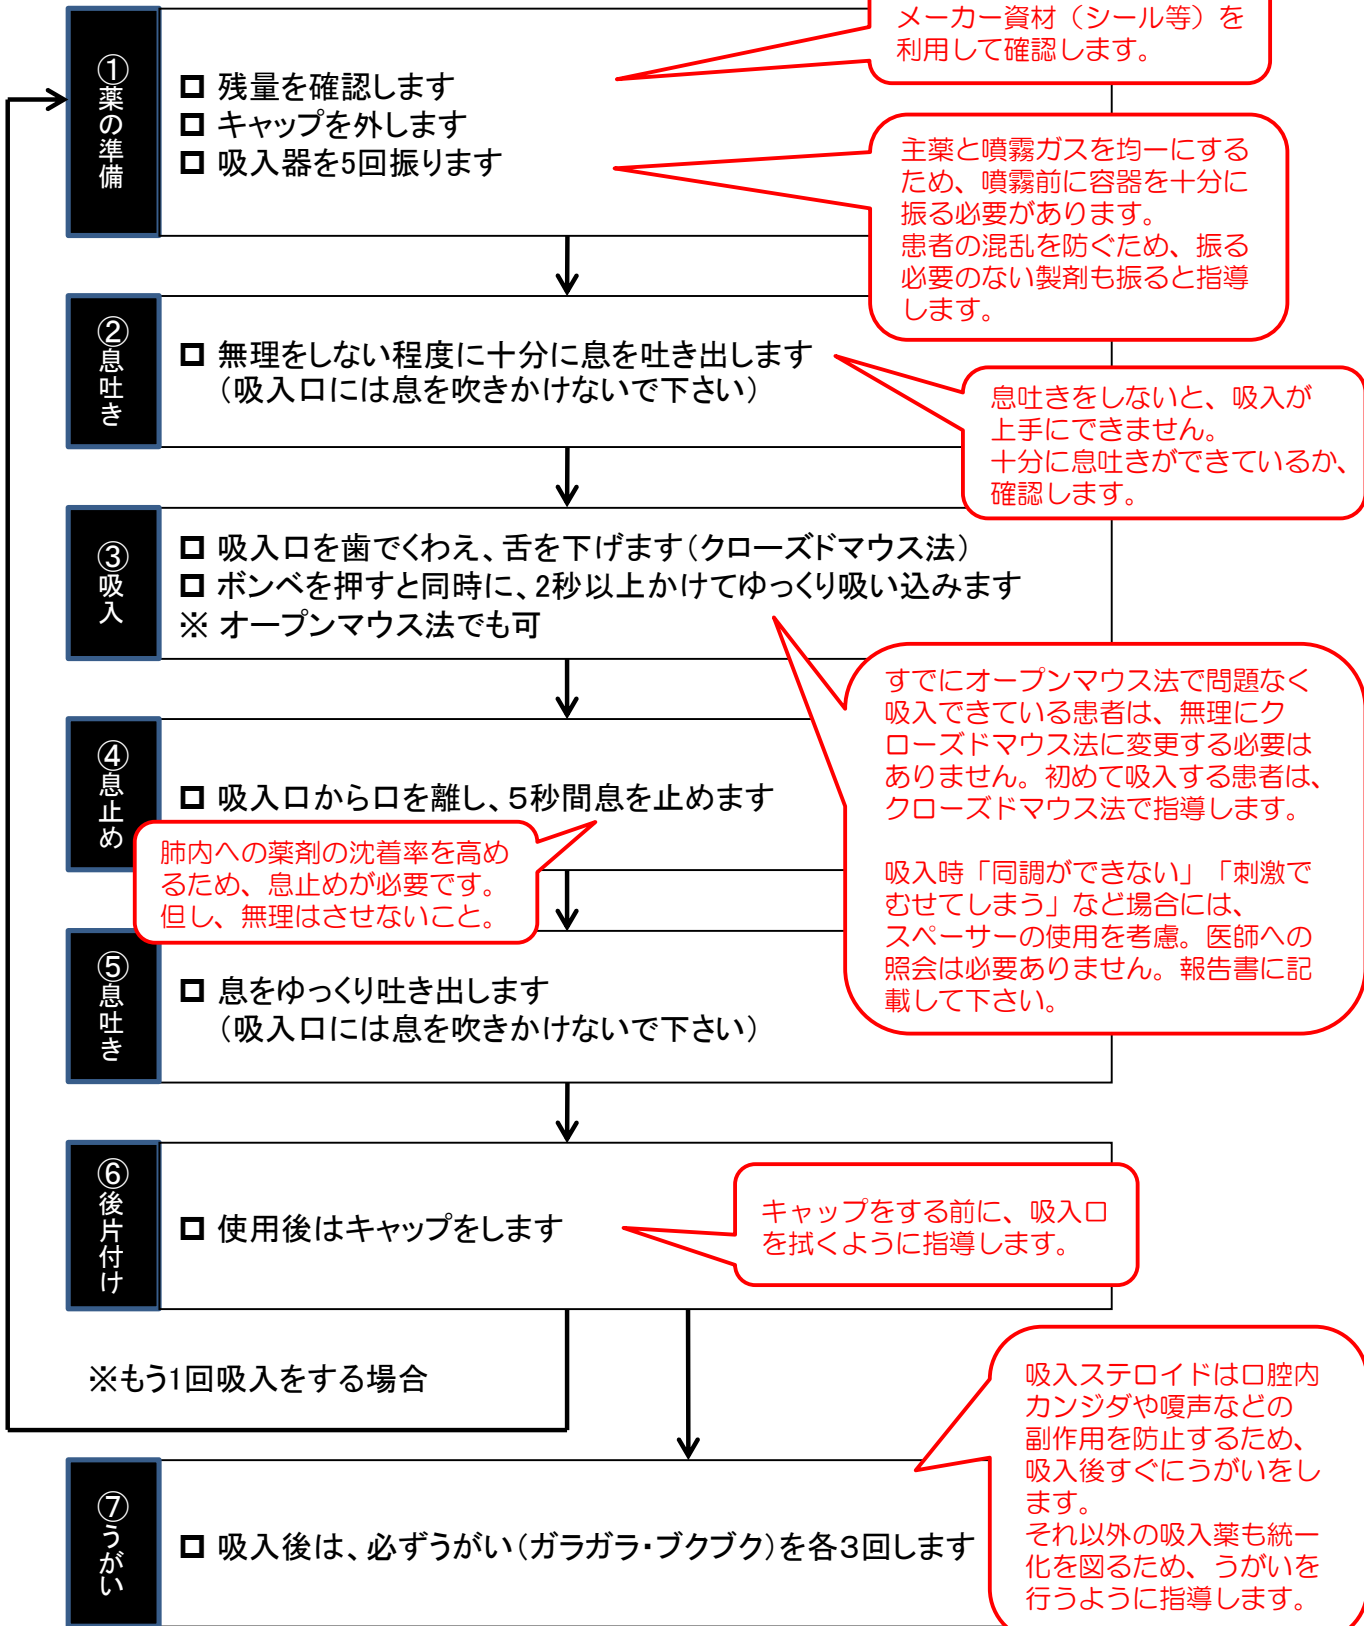 メーカー資材（シール等）を
利用して確認します。
①薬の準備
□ 残量を確認します
□ キャップを外します
□ 吸入器を5回振ります
主薬と噴霧ガスを均一にする
ため、噴霧前に容器を十分に
振る必要があります。
患者の混乱を防ぐため、振る
必要のない製剤も振ると指導
します。
②息吐き
□ 無理をしない程度に十分に息を吐き出します
（吸入口には息を吹きかけないで下さい）
息吐きをしないと、吸入が
上手にできません。
十分に息吐きができているか、
確認します。
③吸入
□ 吸入口を歯でくわえ、舌を下げます（クローズドマウス法）
□ ボンベを押すと同時に、2秒以上かけてゆっくり吸い込みます
※ オープンマウス法でも可
すでにオープンマウス法で問題なく
吸入できている患者は、無理にク
ローズドマウス法に変更する必要は
ありません。初めて吸入する患者は、
クローズドマウス法で指導します。
吸入時「同調ができない」「刺激で
むせてしまう」など場合には、
スペーサーの使用を考慮。医師への
照会は必要ありません。報告書に記
載して下さい。
④息止め
□ 吸入口から口を離し、５秒間息を止めます
肺内への薬剤の沈着率を高め
るため、息止めが必要です。
但し、無理はさせないこと。
⑤息吐き
□ 息をゆっくり吐き出します
（吸入口には息を吹きかけないで下さい）
⑥後片付け
□ 使用後はキャップをします
キャップをする前に、吸入口
を拭くように指導します。
※もう1回吸入をする場合
⑦うがい
□ 吸入後は、必ずうがい（ガラガラ・ブクブク）を各３回します
吸入ステロイドは口腔内
カンジダや嗄声などの
副作用を防止するため、
吸入後すぐにうがいをし
ます。
それ以外の吸入薬も統一
化を図るため、うがいを
行うように指導します。